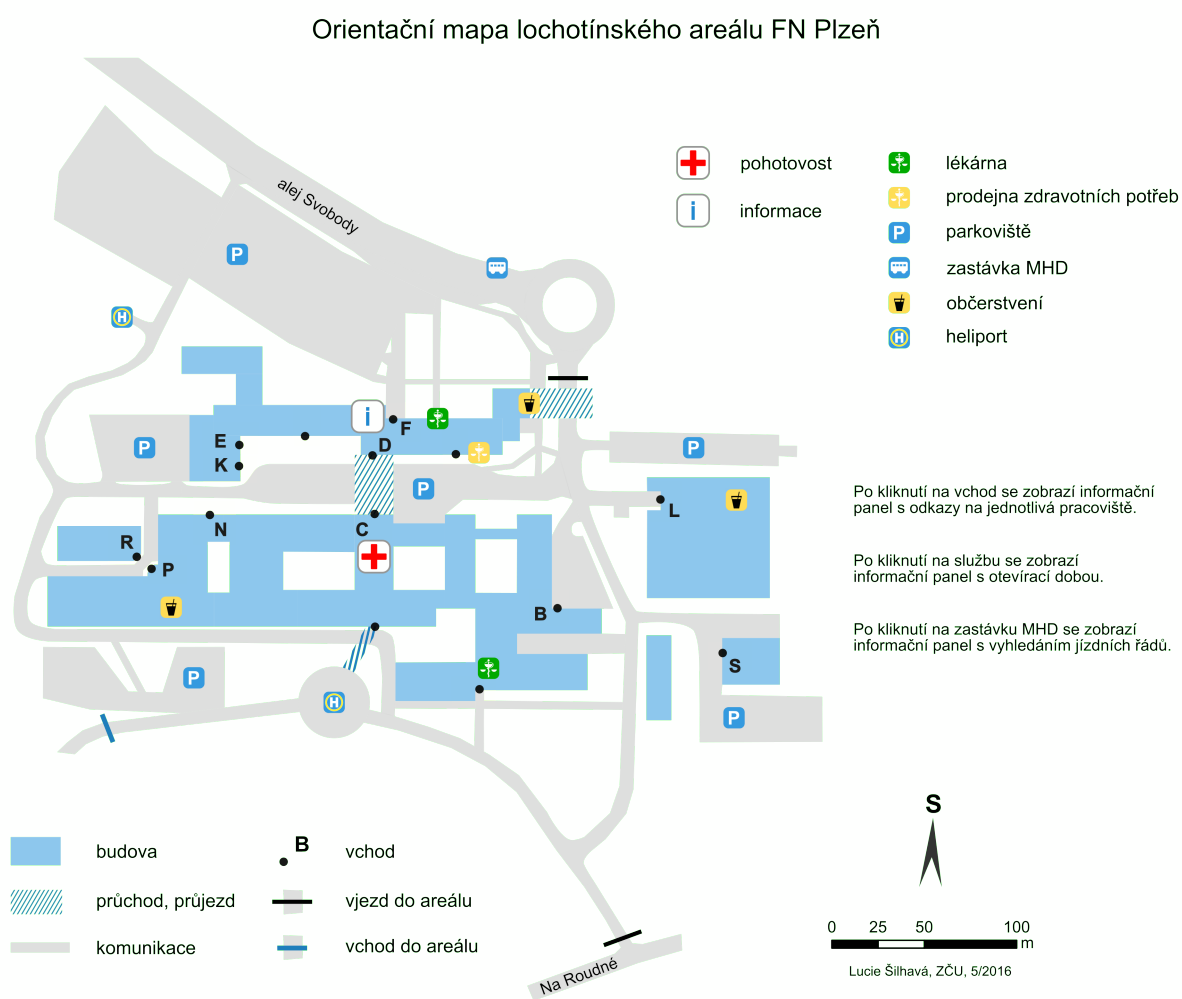 Orientační mapa lochotínského areálu FN Plzeň
alej Svobody
pohotovost
informace
lékárna
prodejna zdravotních potřeb
parkoviště
zastávka MHD
občerstvení
heliport
P
H
i
F
E
K
D
P
P
P
C
N
L
R
P
B
S
P
H
P
Po kliknutí na vchod se zobrazí informační
panel s odkazy na jednotlivá pracoviště.
Po kliknutí na službu se zobrazí
informační panel s otevírací dobou.
Po kliknutí na zastávku MHD se zobrazí
informační panel s vyhledáním jízdních řádů.
budova
průchod, průjezd
komunikace
B
vchod
vjezd do areálu
vchod do areálu
Na Roudné
S
0 25 50 100
m
Lucie Šilhavá, ZČU, 5/2016